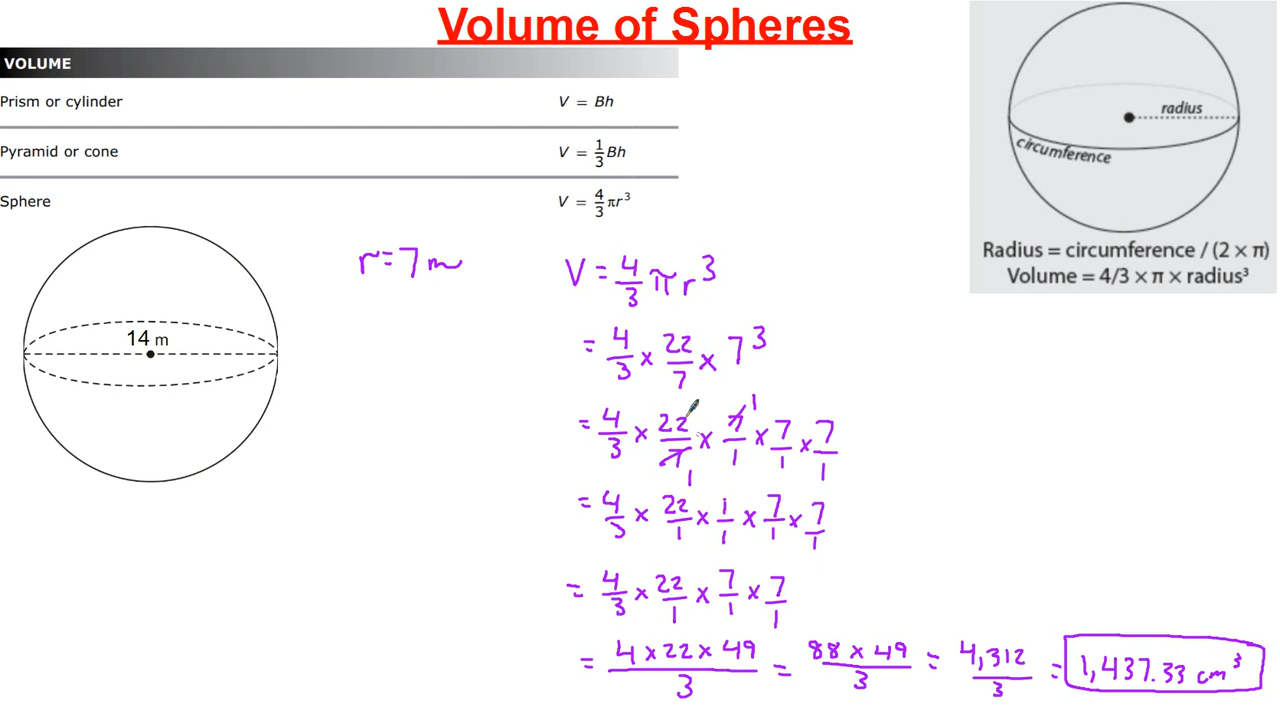 Volume of Spheres
VOLUME
Prism or cylinder V = Bh
Pyramid or cone V = 1/3 Bh
Sphere V = 4/3 πr³
radius
circumference
Radius = circumference / (2 × π)
Volume = 4/3 × π × radius³
14 m
r = 7 m
V = 4/3 π r³
= 4/3 × 22/7 × 7³
= 4/3 × 22/7 1 × 7/1 1 × 7/1 × 7/1
= 4/3 × 22/1 × 1/1 × 7/1 × 7/1
= 4/3 × 22/1 × 7/1 × 7/1
= 4 × 22 × 49 / 3 = 88 × 49 / 3 = 4,312 / 3 = 1,437.33 cm³